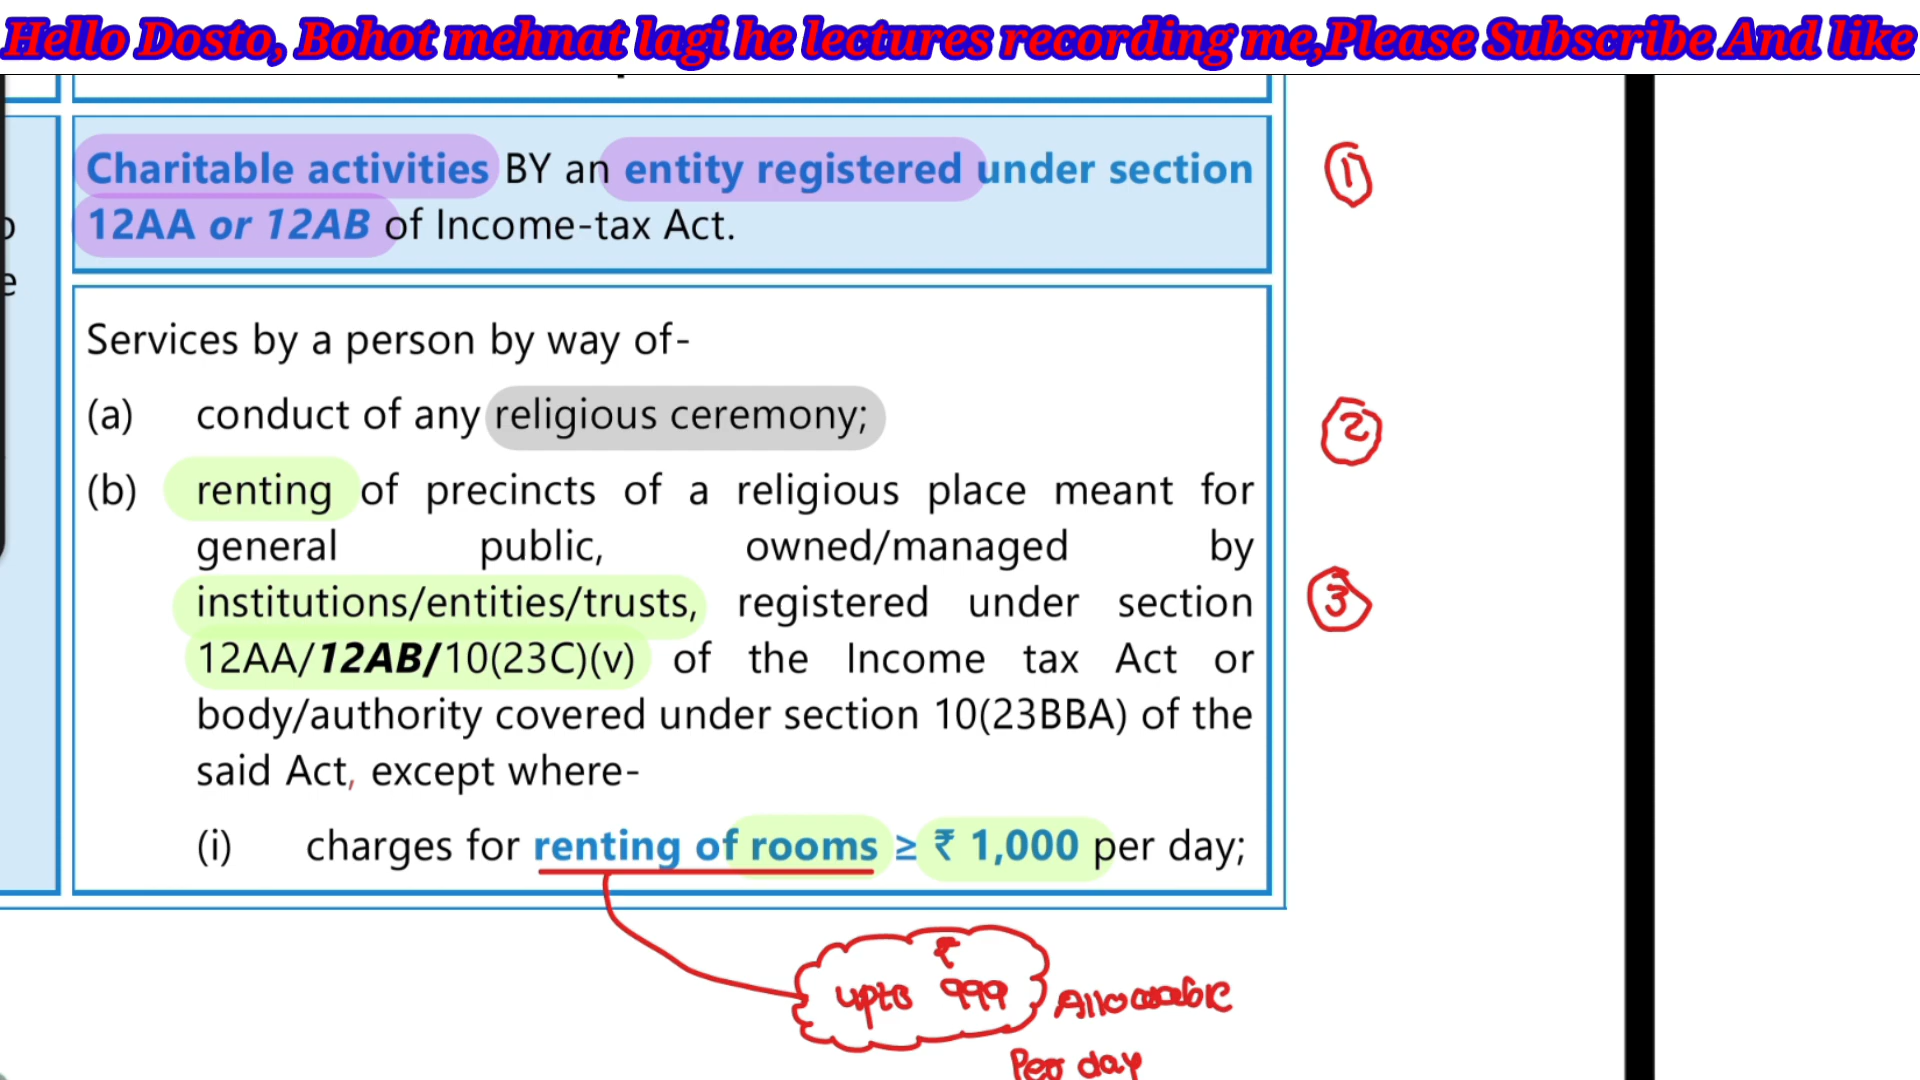 Hello Dosto, Bohot mehnat lagi he lectures recording me,Please Subscribe And like
Charitable activities BY an entity registered under section
12AA or 12AB of Income-tax Act.
①
Services by a person by way of-
(a) conduct of any religious ceremony;
②
(b) renting of precincts of a religious place meant for
general public, owned/managed by
institutions/entities/trusts, registered under section
③
12AA/12AB/10(23C)(v) of the Income tax Act or
body/authority covered under section 10(23BBA) of the
said Act, except where-
(i) charges for renting of rooms ≥ ₹ 1,000 per day;
₹
upto 999 Allowable
Per day